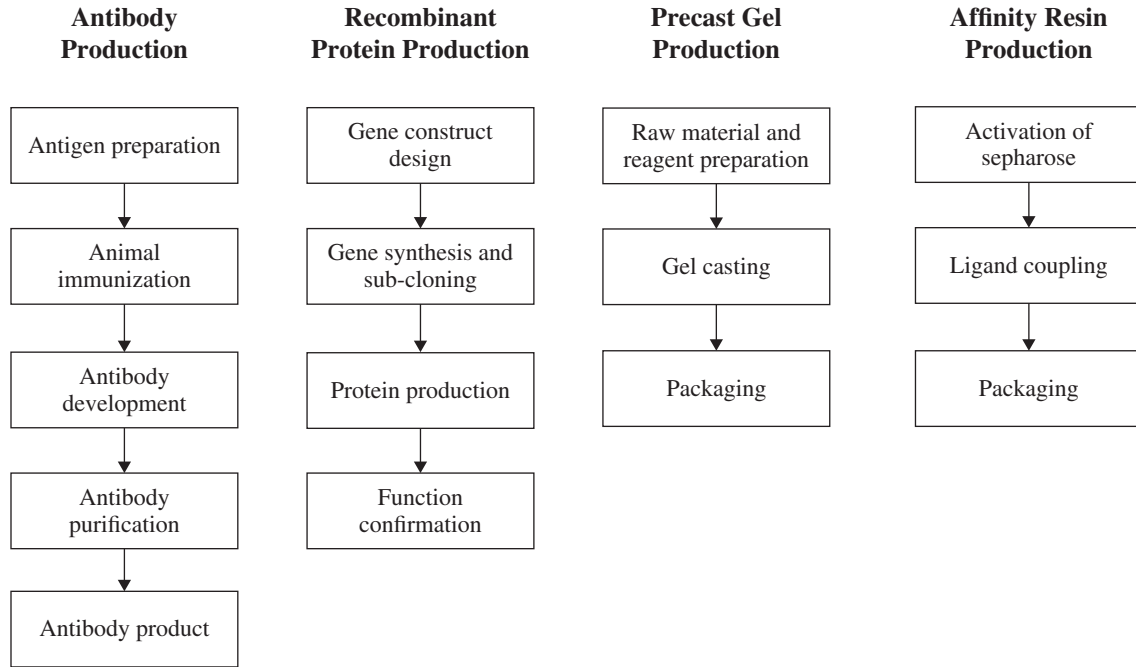 Antibody
Production
Recombinant
Protein Production
Precast Gel
Production
Affinity Resin
Production
Antigen preparation
Animal
immunization
Antibody
development
Antibody
purification
Antibody product
Gene construct
design
Gene synthesis and
sub-cloning
Protein production
Function
confirmation
Raw material and
reagent preparation
Gel casting
Packaging
Activation of
sepharose
Ligand coupling
Packaging